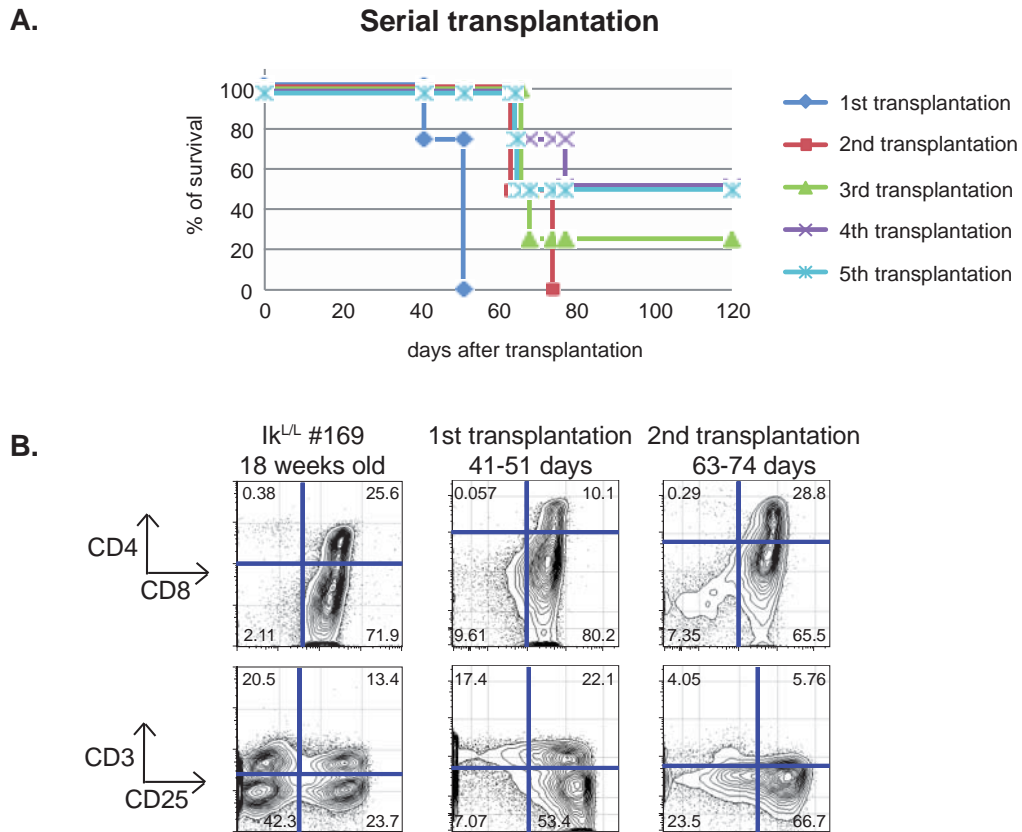 A.
Serial transplantation
% of survival
100
80
60
40
20
0
0 20 40 60 80 100 120
days after transplantation
1st transplantation
2nd transplantation
3rd transplantation
4th transplantation
5th transplantation
B.
Ik^L/L #169
18 weeks old
1st transplantation
41-51 days
2nd transplantation
63-74 days
CD4
CD8
0.38 25.6
2.11 71.9
0.057 10.1
9.61 80.2
0.29 28.8
7.35 65.5
CD3
CD25
20.5 13.4
42.3 23.7
17.4 22.1
7.07 53.4
4.05 5.76
23.5 66.7